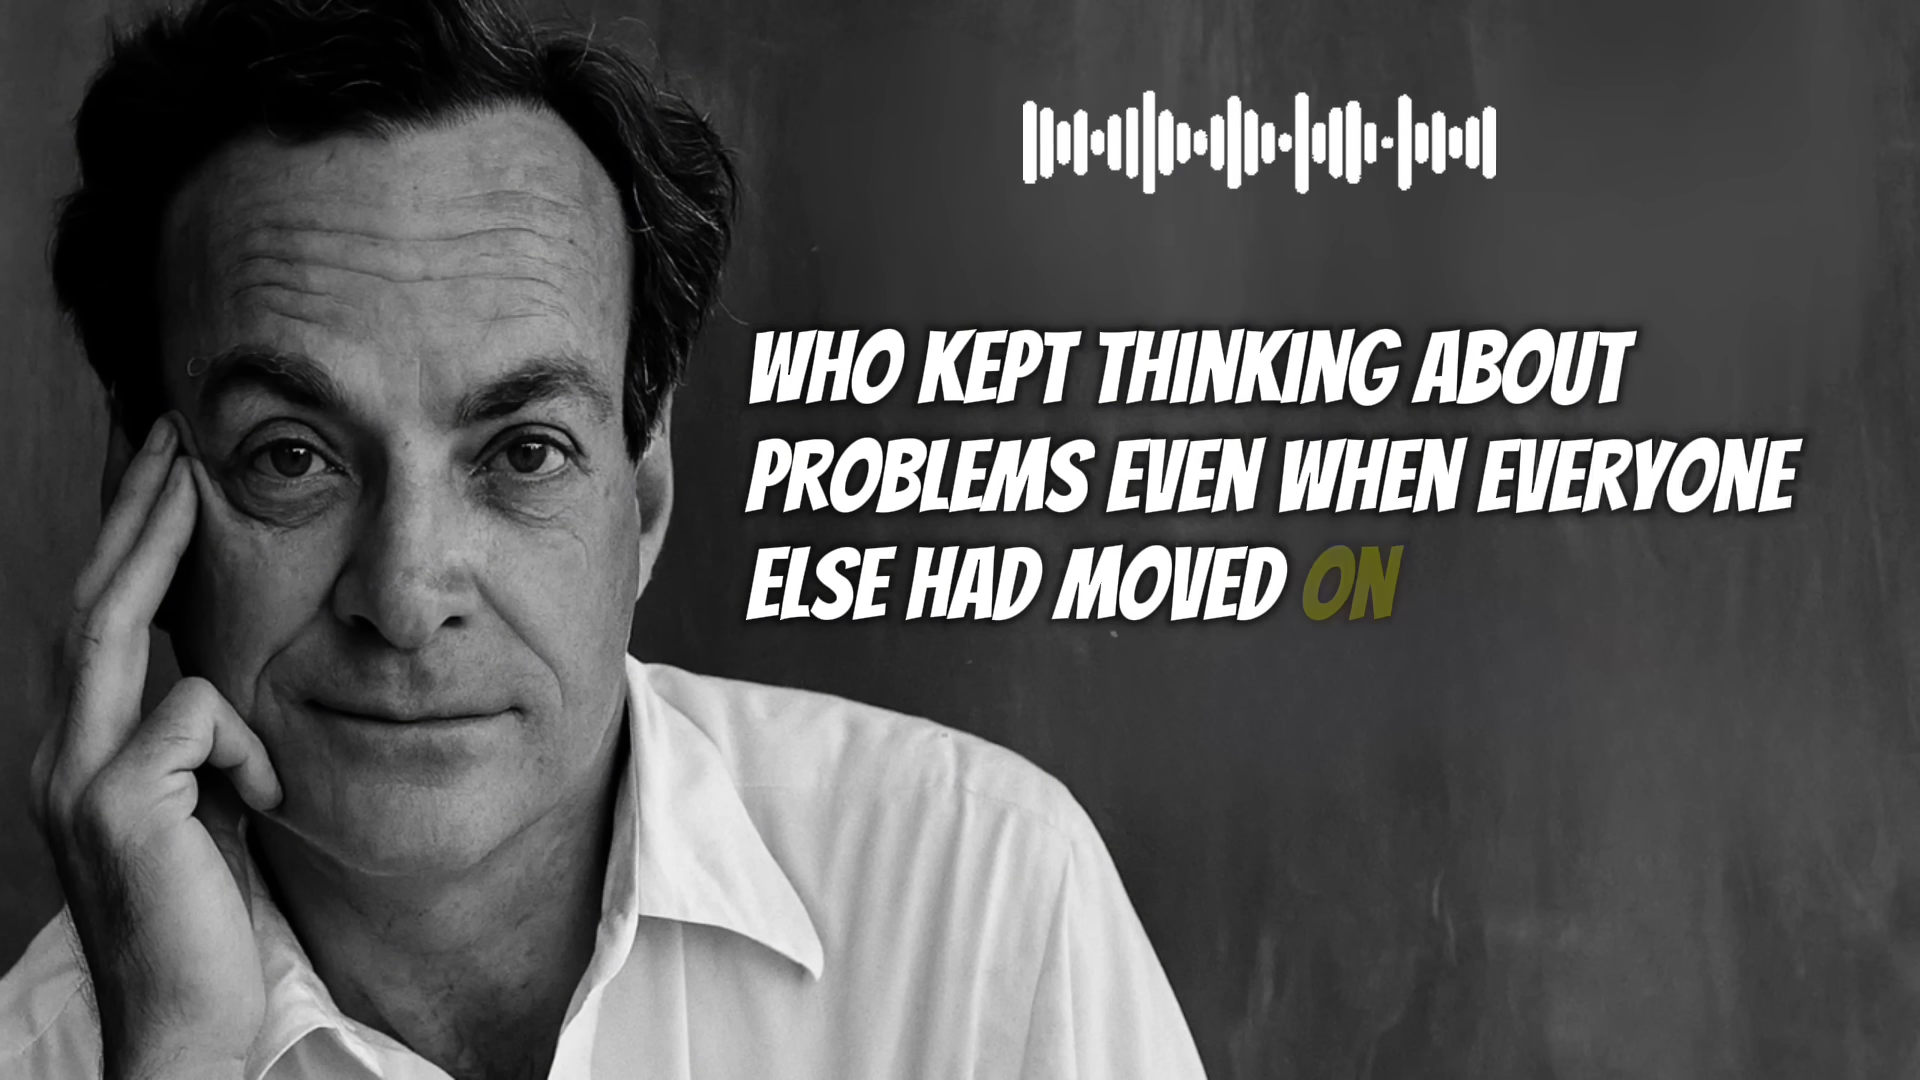 WHO KEPT THINKING ABOUT
PROBLEMS EVEN WHEN EVERYONE
ELSE HAD MOVED ON